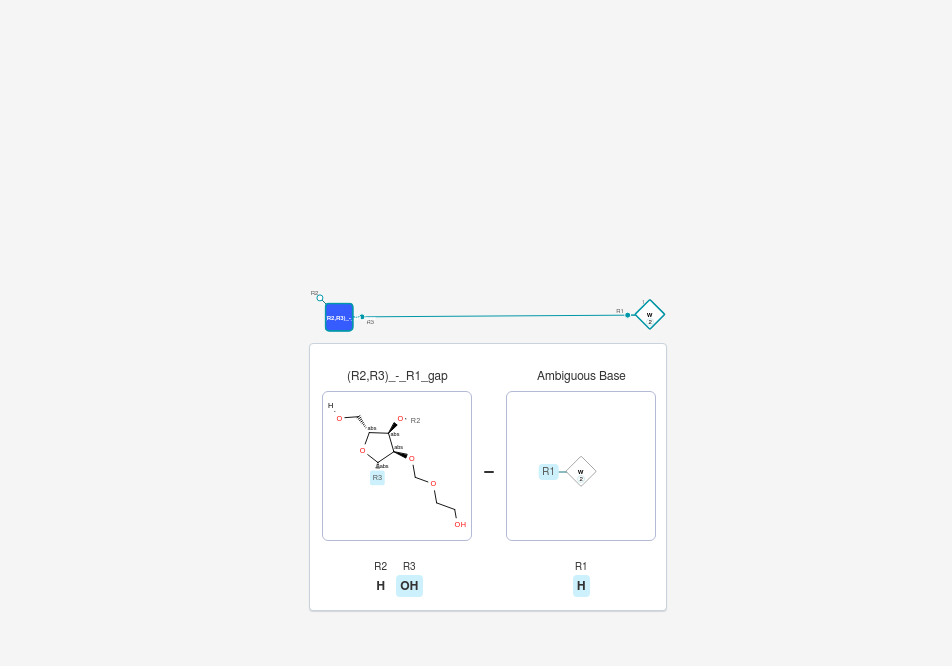 R2
R2,R3)_-
R3
R1
1
W
2
(R2,R3)_-_R1_gap
Ambiguous Base
H
O
O
R2
abs
abs
abs
O
O
abs
R3
O
OH
R1
W
2
R2
R3
R1
H
OH
H